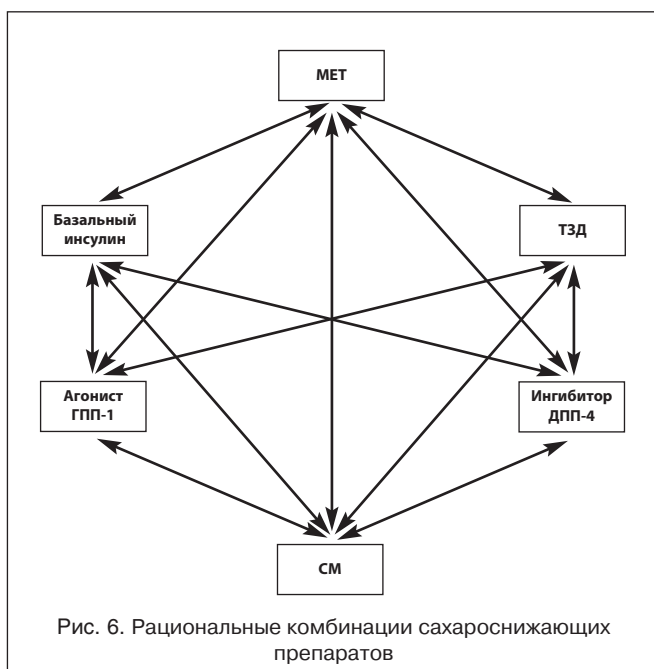 МЕТ
Базальный
инсулин
ТЗД
Агонист
ГПП-1
Ингибитор
ДПП-4
СМ
Рис. 6. Рациональные комбинации сахароснижающих
препаратов